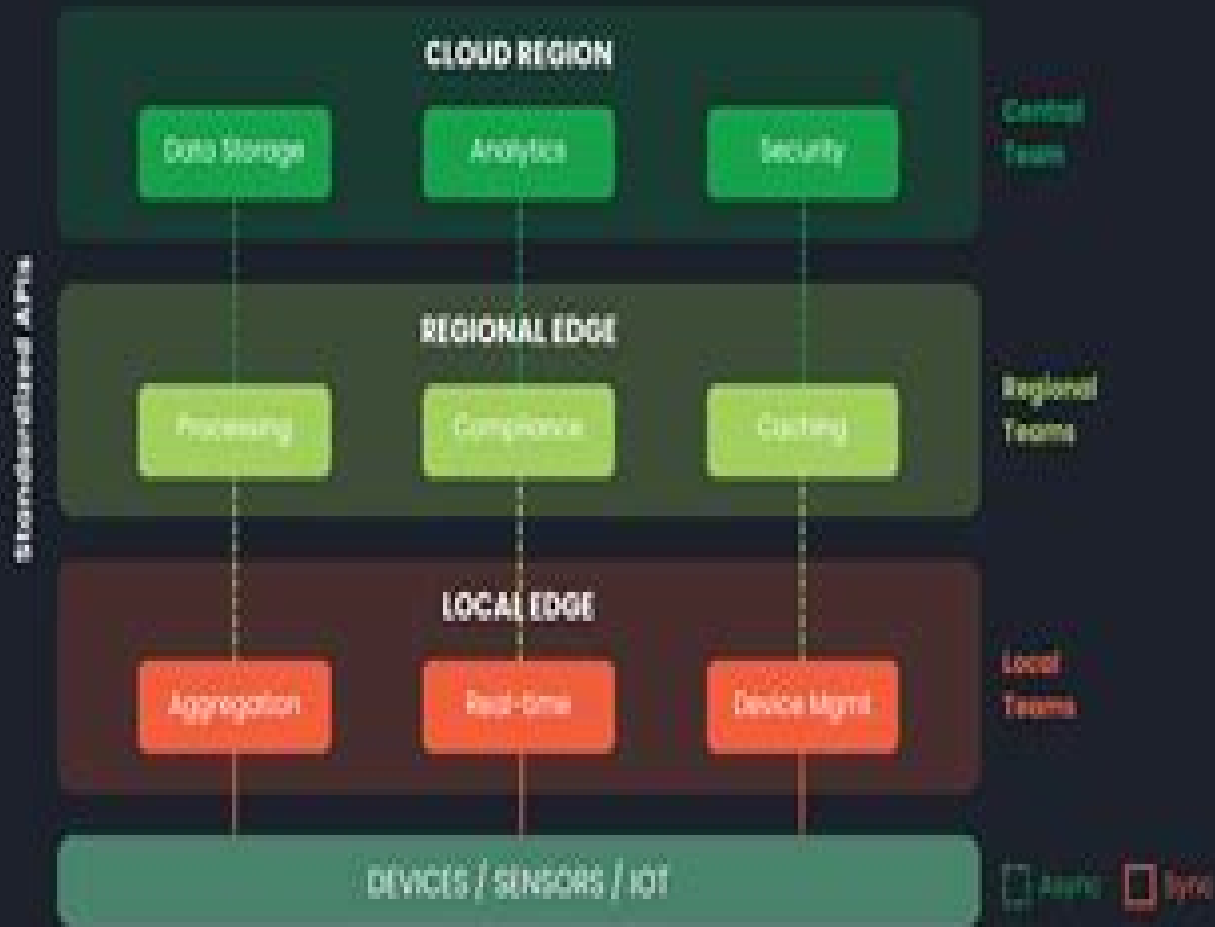 CLOUD REGION
Data Storage
Analytics
Security
Central
Team
Standardized APIs
REGIONAL EDGE
Processing
Compliance
Caching
Regional
Teams
LOCAL EDGE
Aggregation
Real-time
Device Mgmt
Local
Teams
DEVICES / SENSORS / IOT
Async
Sync